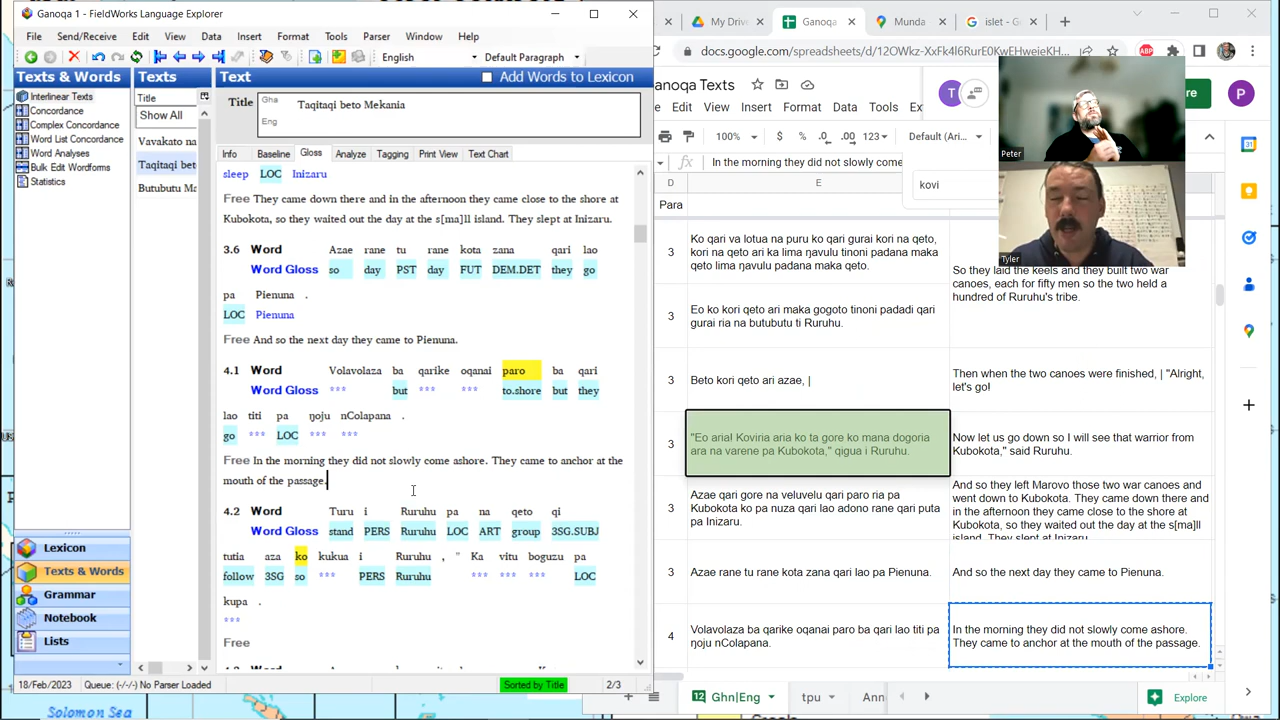 Ganoqa 1 - FieldWorks Language Explorer
File Send/Receive Edit View Data Insert Format Tools Parser Window Help
English Default Paragraph
Texts & Words
Interlinear Texts
Concordance
Complex Concordance
Word List Concordance
Word Analyses
Bulk Edit Wordforms
Statistics
Lexicon
Texts & Words
Grammar
Notebook
Lists
Texts
Title
Show All
Vavakato na
Taqitaqi beto
Butubutu Ma
Text Add Words to Lexicon
Title Gha Taqitaqi beto Mekania
Eng
Info Baseline Gloss Analyze Tagging Print View Text Chart
sleep LOC Inizaru
Free They came down there and in the afternoon they came close to the shore at
Kubokota, so they waited out the day at the s[ma]ll island. They slept at Inizaru.
3.6 Word Azae rane tu rane kota zana qari lao
Word Gloss so day PST day FUT DEM.DET they go
pa Pienuna .
LOC Pienuna
Free And so the next day they came to Pienuna.
4.1 Word Volavolaza ba qarike oqanai paro ba qari
Word Gloss *** but *** *** to.shore but they
lao titi pa ŋoju nColapana .
go *** LOC *** ***
Free In the morning they did not slowly come ashore. They came to anchor at the
mouth of the passage.
4.2 Word Turu i Ruruhu pa na qeto qi
Word Gloss stand PERS Ruruhu LOC ART group 3SG.SUBJ
tutia aza ko kukua i Ruruhu , " Ka vitu boguzu pa
follow 3SG so *** PERS Ruruhu *** *** *** LOC
kupa .
***
Free
18/Feb/2023 Queue: (-/-/-) No Parser Loaded Sorted by Title 2/3
My Drive Ganoqa Munda islet - G
docs.google.com/spreadsheets/d/12OW
Ganoqa Texts
Edit View Insert Format Data Tools
T P
100% $ % .0 .00 123 Default (Ari...
fx In the morning they did not slowly come
kovi
Peter
Tyler
D E
Para
3 Ko qari va lotua na puru ko qari gurai kori na qeto,
kori na qeto ari ka lima ŋavulu tinoni padana maka
qeto lima ŋavulu padana maka qeto.
So they laid the keels and they built two war
canoes, each for fifty men so the two held a
hundred of Ruruhu's tribe.
3 Eo ko kori qeto ari maka gogoto tinoni padadi qari
gurai ria na butubutu ti Ruruhu.
3 Beto kori qeto ari azae, |
Then when the two canoes were finished, | "Alright,
let's go!
3 "Eo aria! Koviria aria ko ta gore ko mana dogoria
ara na varene pa Kubokota," qigua i Ruruhu.
Now let us go down so I will see that warrior from
Kubokota," said Ruruhu.
3 Azae qari gore na veluvelu qari paro ria pa
Kubokota ko pa nuza qari lao adono rane qari puta
pa Inizaru.
And so they left Marovo those two war canoes and
went down to Kubokota. They came down there and
in the afternoon they came close to the shore at
Kubokota, so they waited out the day at the s[ma]ll
island. They slept at Inizaru.
3 Azae rane tu rane kota zana qari lao pa Pienuna.
And so the next day they came to Pienuna.
4 Volavolaza ba qarike oqanai paro ba qari lao titi pa
ŋoju nColapana.
In the morning they did not slowly come ashore.
They came to anchor at the mouth of the passage.
Ghn|Eng tpu Ann Explore
Solomon Sea